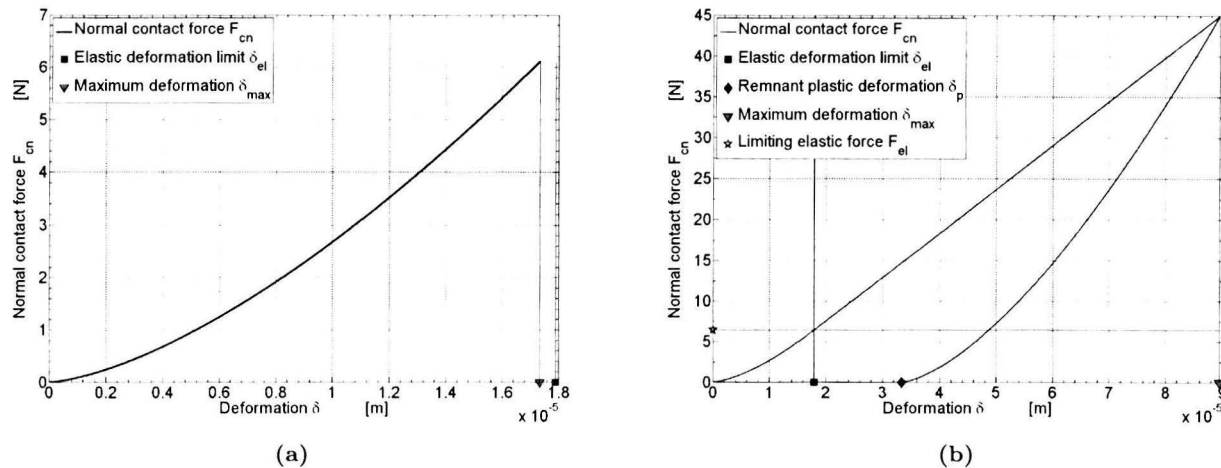 7
6
5
4
3
2
1
0
Normal contact force F_cn [N]
Normal contact force F_cn
Elastic deformation limit δ_el
Maximum deformation δ_max
0 0.2 0.4 0.6 0.8 1.0 1.2 1.4 1.6 1.8
Deformation δ [m]
x 10^-5
(a)
45
40
35
30
25
20
15
10
5
0
Normal contact force F_cn [N]
Normal contact force F_cn
Elastic deformation limit δ_el
Remnant plastic deformation δ_p
Maximum deformation δ_max
Limiting elastic force F_el
0 1 2 3 4 5 6 7 8 9
Deformation δ [m]
x 10^-5
(b)